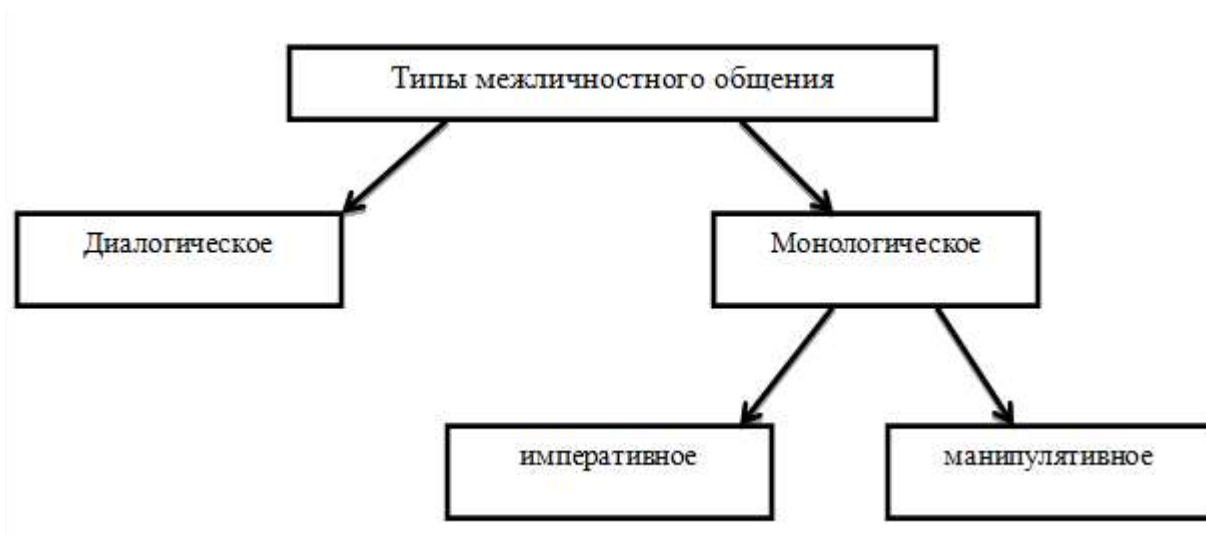 Типы межличностного общения
Диалогическое
Монологическое
императивное
манипулятивное